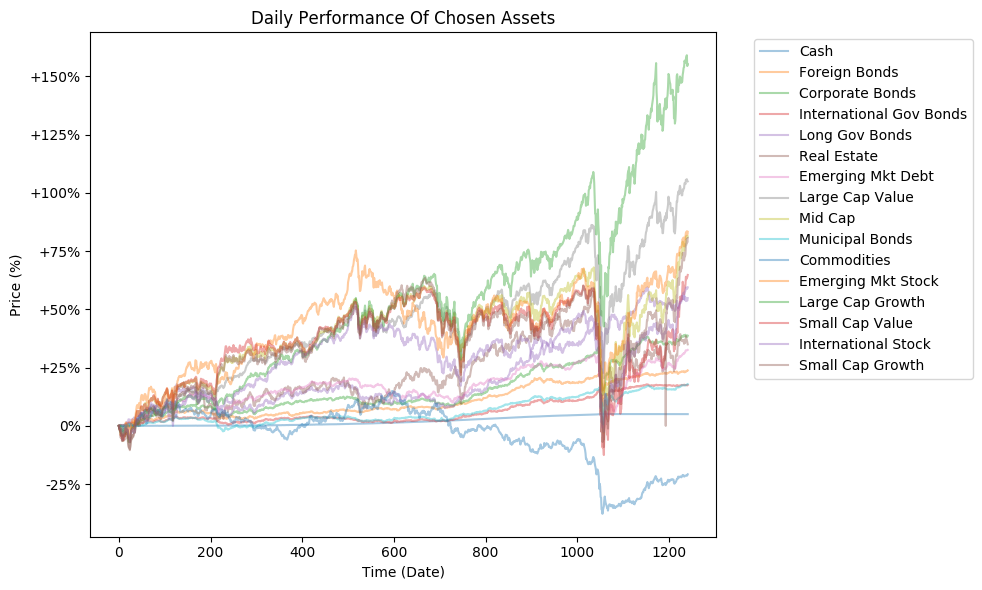 Daily Performance Of Chosen Assets
Price (%)
+150%
+125%
+100%
+75%
+50%
+25%
0%
-25%
0 200 400 600 800 1000 1200
Time (Date)
Cash
Foreign Bonds
Corporate Bonds
International Gov Bonds
Long Gov Bonds
Real Estate
Emerging Mkt Debt
Large Cap Value
Mid Cap
Municipal Bonds
Commodities
Emerging Mkt Stock
Large Cap Growth
Small Cap Value
International Stock
Small Cap Growth